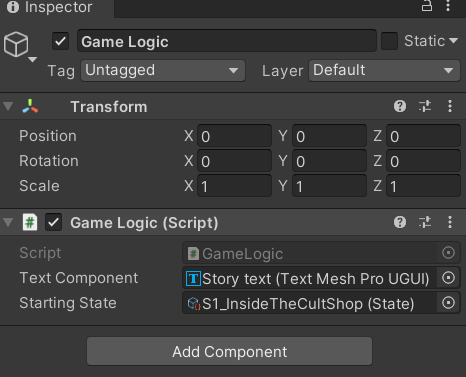 Inspector
Game Logic Static
Tag Untagged Layer Default
Transform
Position X 0 Y 0 Z 0
Rotation X 0 Y 0 Z 0
Scale X 1 Y 1 Z 1
# Game Logic (Script)
Script # GameLogic
Text Component T Story text (Text Mesh Pro UGUI)
Starting State S1_InsideTheCultShop (State)
Add Component